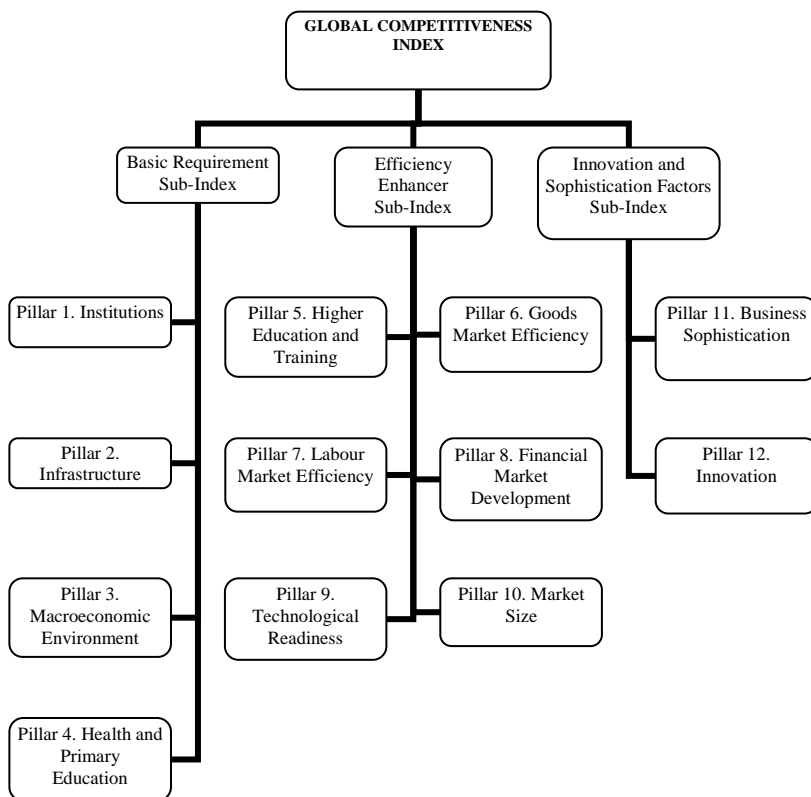 GLOBAL COMPETITIVENESS
INDEX
Basic Requirement
Sub-Index
Efficiency
Enhancer
Sub-Index
Innovation and
Sophistication Factors
Sub-Index
Pillar 1. Institutions
Pillar 5. Higher
Education and
Training
Pillar 6. Goods
Market Efficiency
Pillar 11. Business
Sophistication
Pillar 2.
Infrastructure
Pillar 7. Labour
Market Efficiency
Pillar 8. Financial
Market
Development
Pillar 12.
Innovation
Pillar 3.
Macroeconomic
Environment
Pillar 9.
Technological
Readiness
Pillar 10. Market
Size
Pillar 4. Health and
Primary
Education